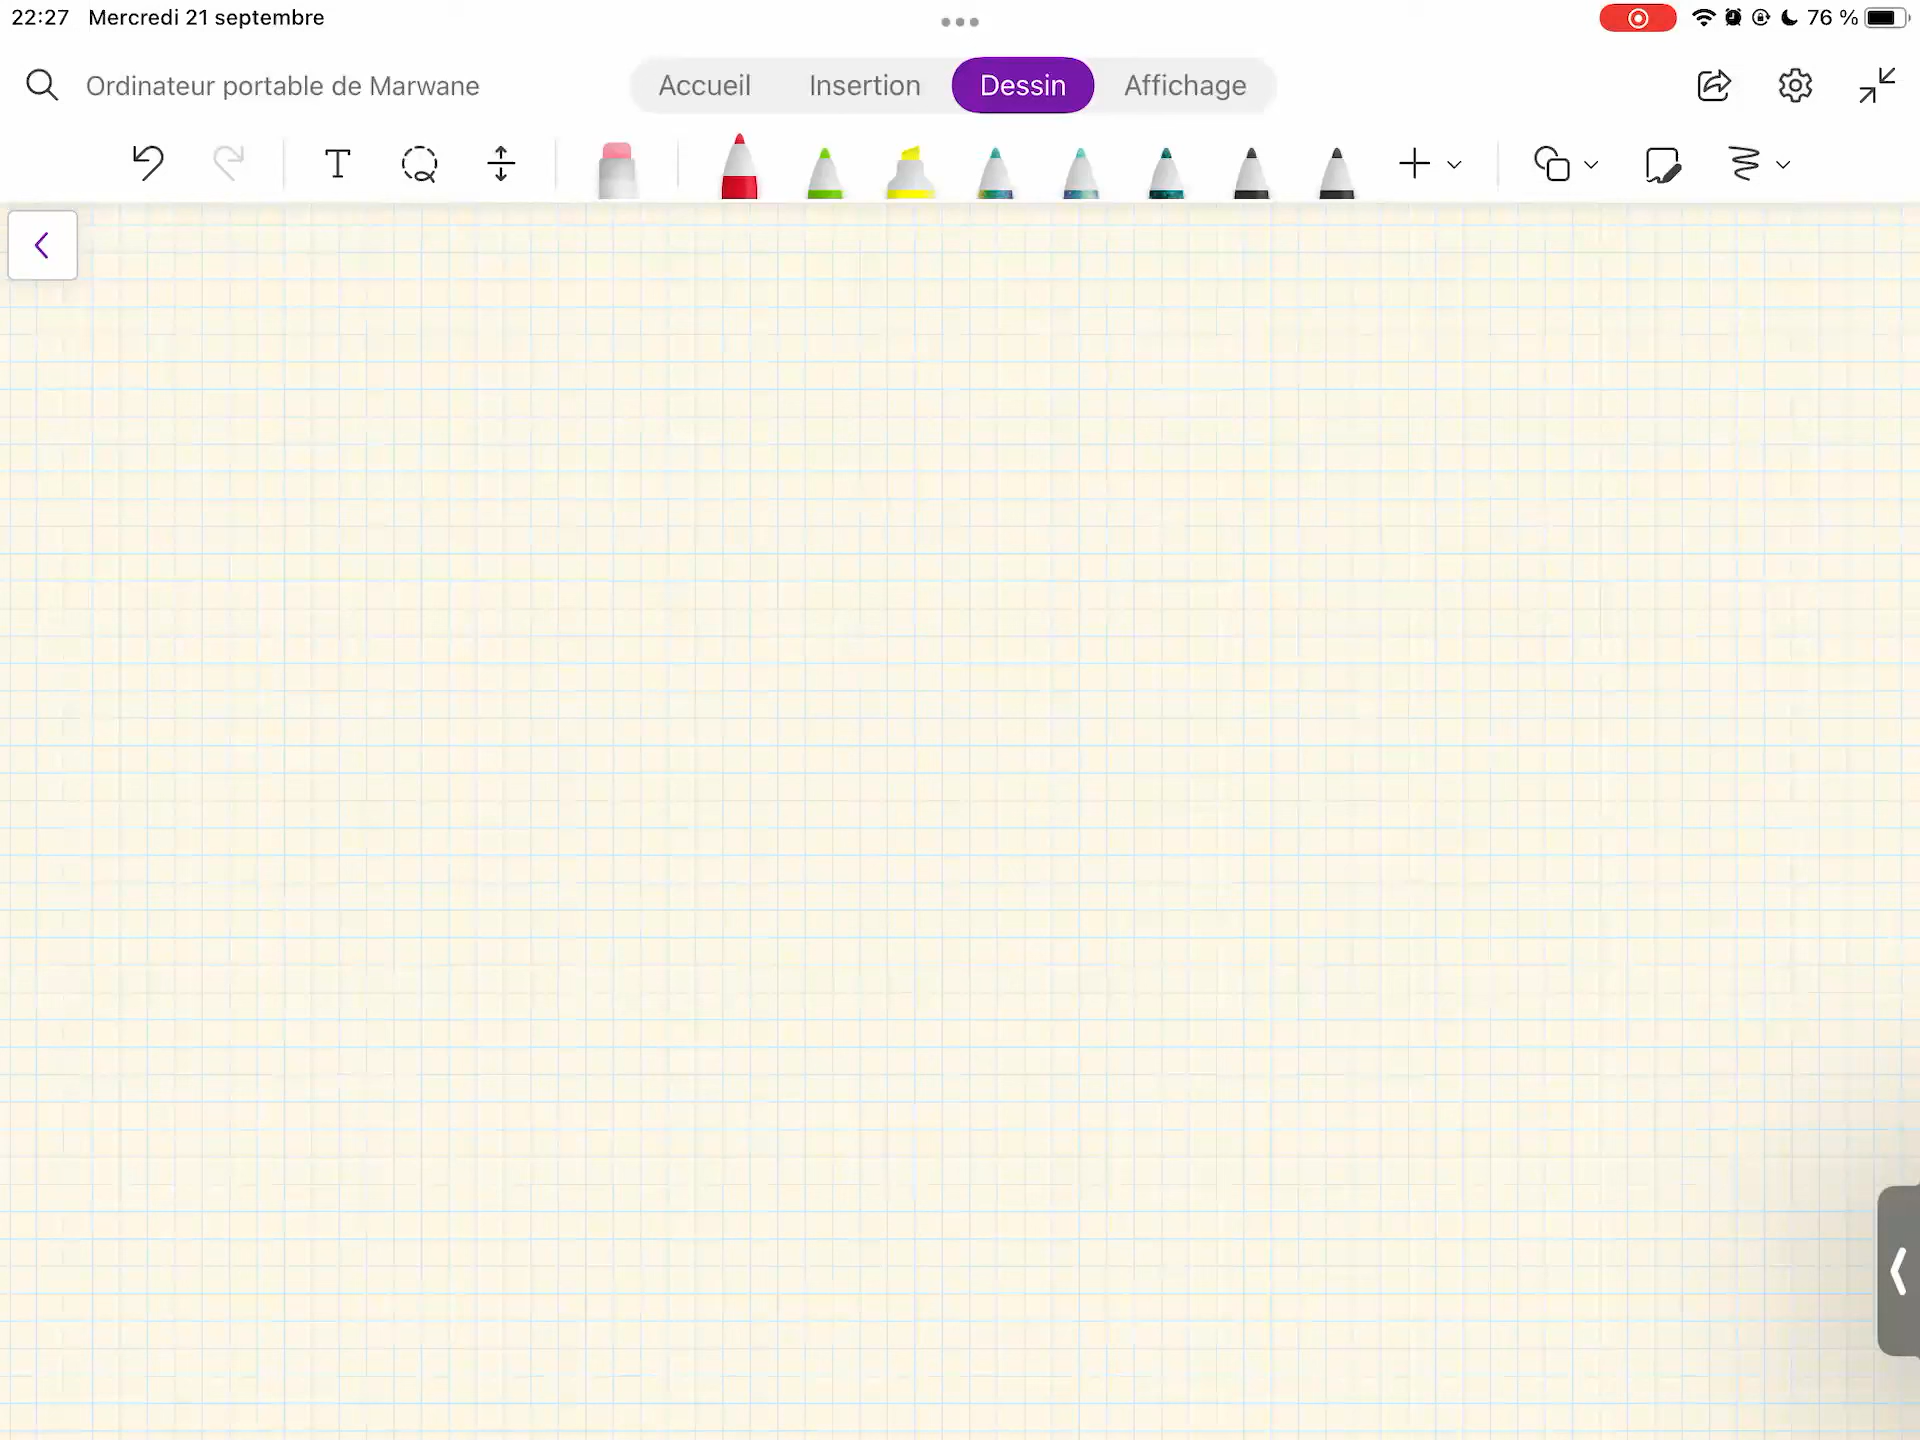 22:27 Mercredi 21 septembre 76 %
Ordinateur portable de Marwane Accueil Insertion Dessin Affichage
T